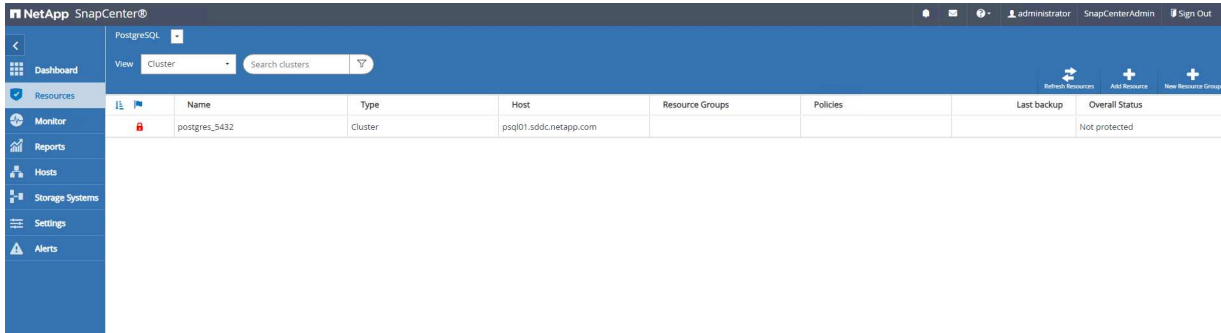 NetApp SnapCenter®
administrator SnapCenterAdmin Sign Out
PostgreSQL
Dashboard
View Cluster Search clusters
Refresh Resources Add Resource New Resource Group
Resources
Name Type Host Resource Groups Policies Last backup Overall Status
Monitor
postgres_5432 Cluster psql01.sddc.netapp.com Not protected
Reports
Hosts
Storage Systems
Settings
Alerts